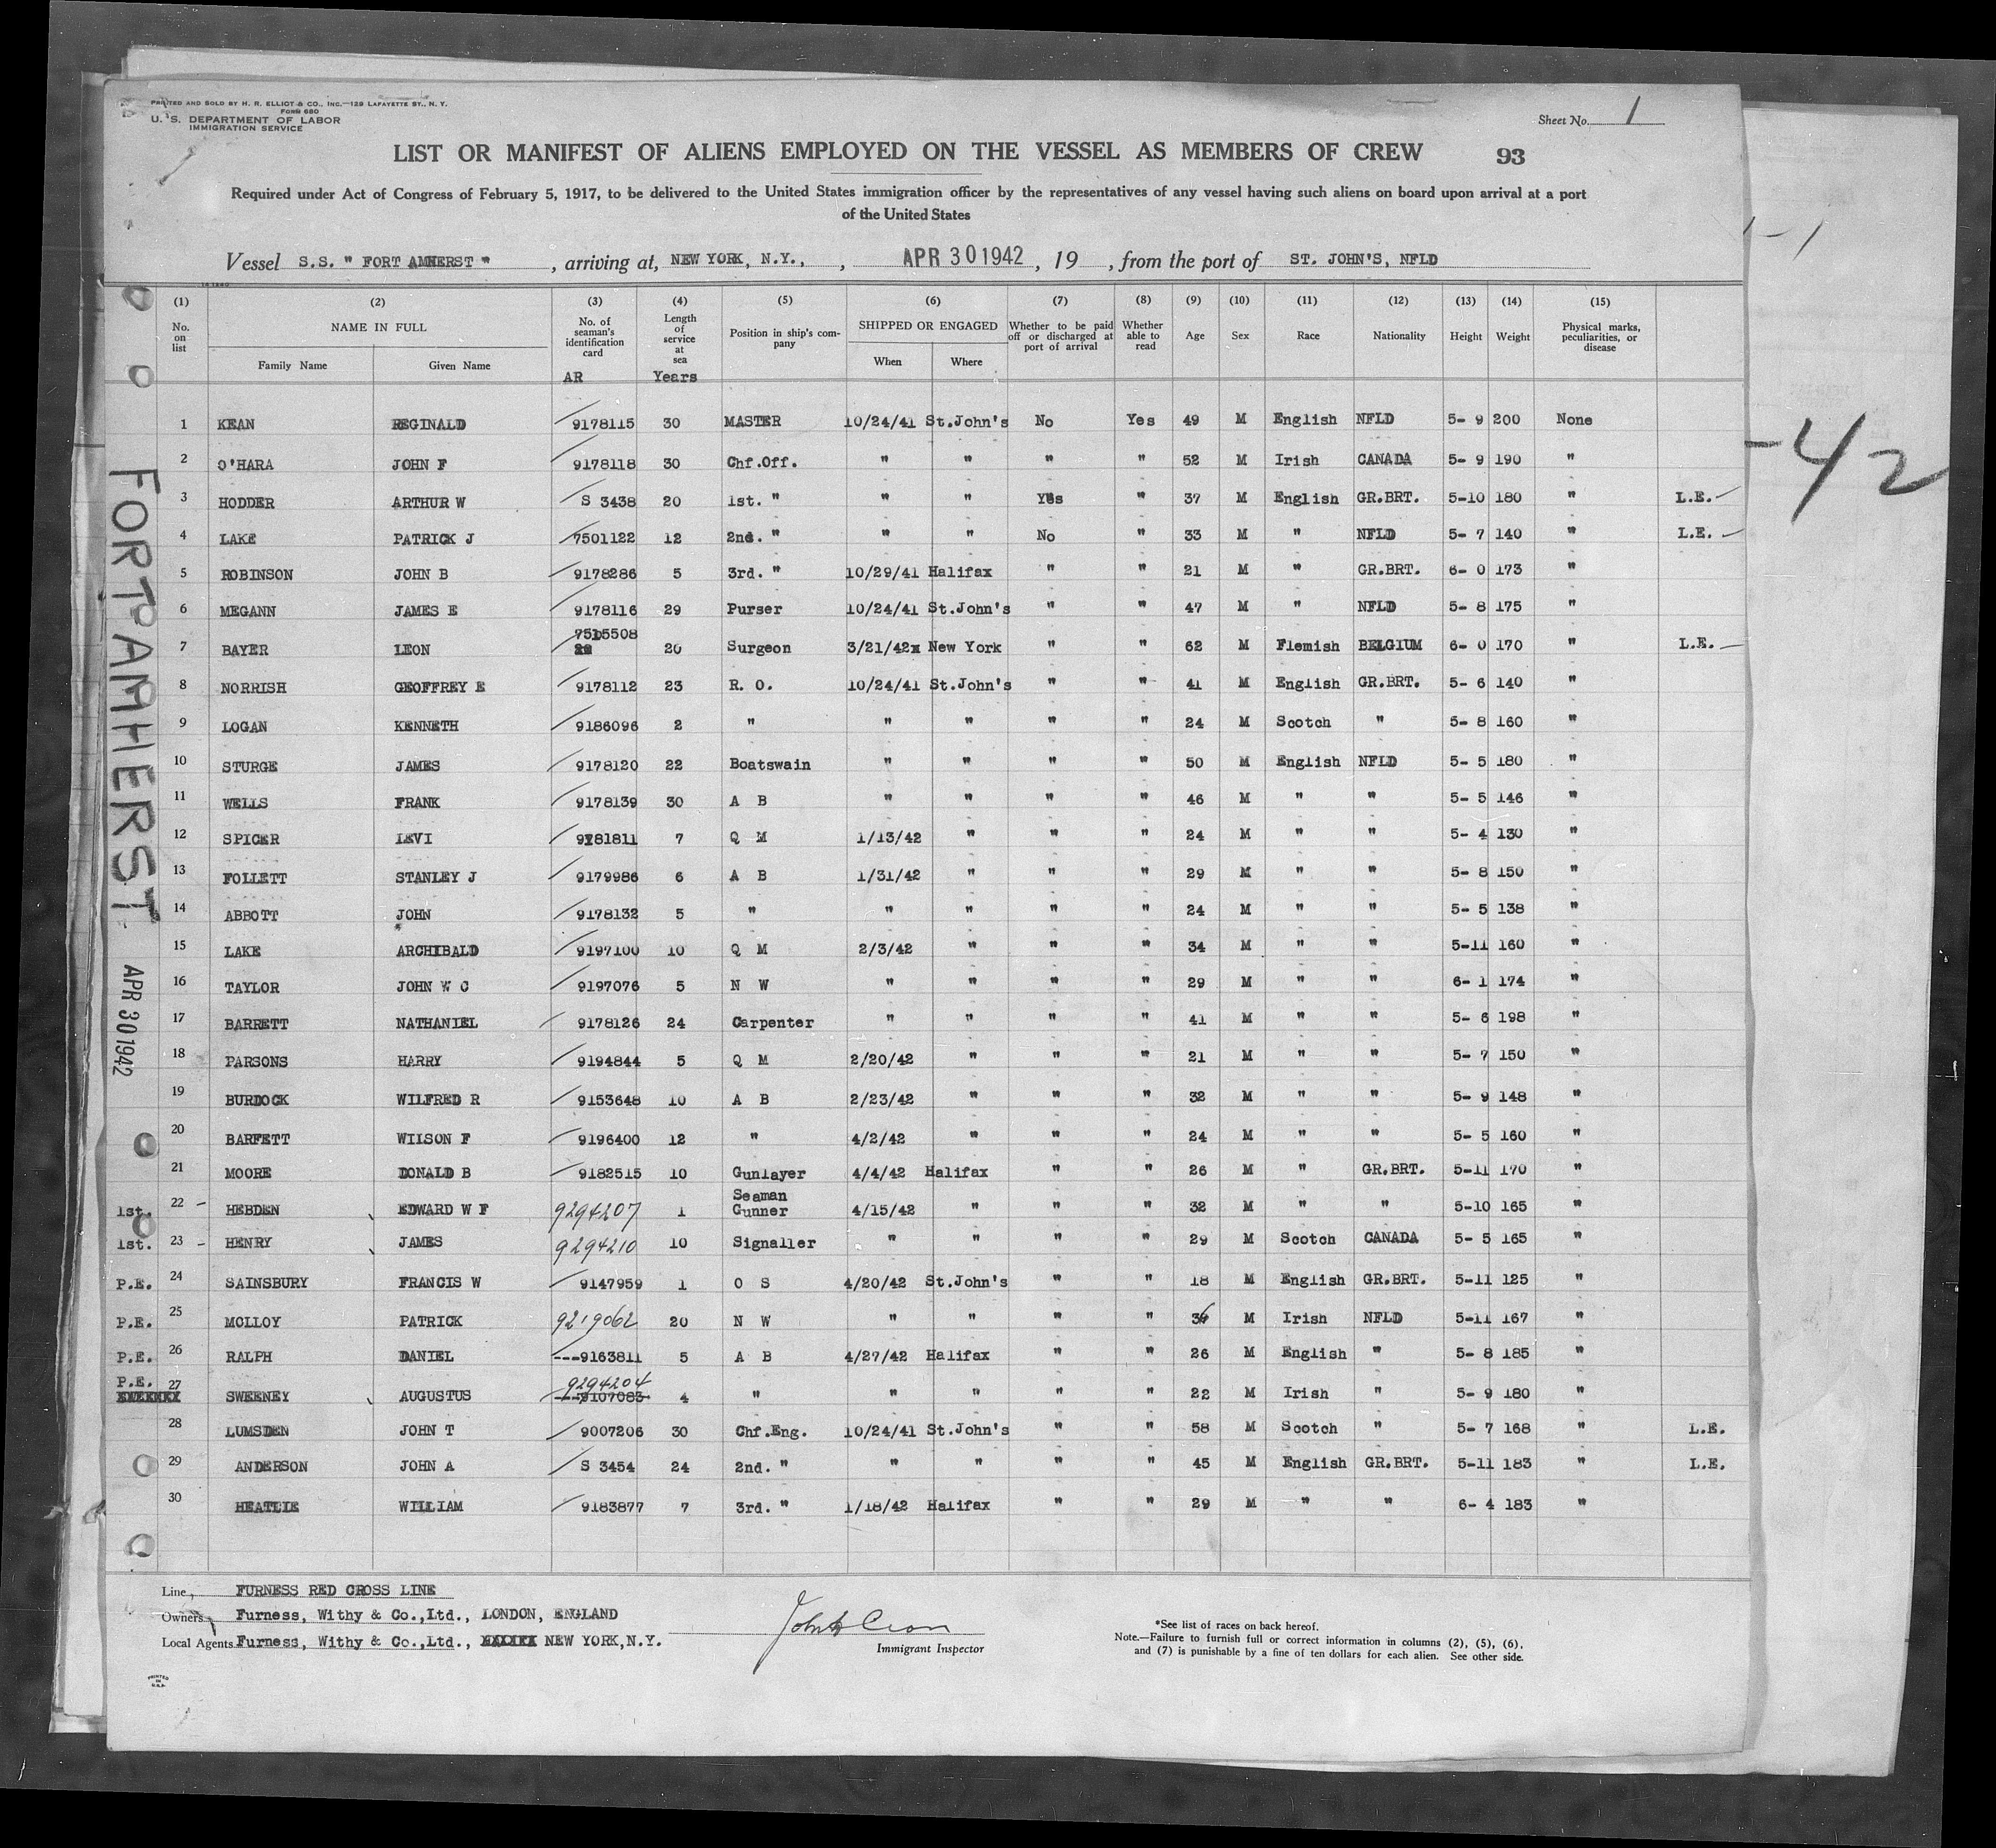 PRINTED AND SOLD BY H. R. ELLIOT & CO., INC.—129 LAFAYETTE ST., N. Y.
FORM 680
U. S. DEPARTMENT OF LABOR
IMMIGRATION SERVICE
Sheet No. 1
LIST OR MANIFEST OF ALIENS EMPLOYED ON THE VESSEL AS MEMBERS OF CREW 93
Required under Act of Congress of February 5, 1917, to be delivered to the United States immigration officer by the representatives of any vessel having such aliens on board upon arrival at a port
of the United States
Vessel S.S. " FORT AMHERST " , arriving at, NEW YORK, N.Y., , APR 30 1942 , 19 , from the port of ST. JOHN'S, NFLD
(1) (2) (3) (4) (5) (6) (7) (8) (9) (10) (11) (12) (13) (14) (15)
No. on list NAME IN FULL Family Name Given Name No. of seaman's identification card AR Length of service at sea Years Position in ship's company SHIPPED OR ENGAGED When Where Whether to be paid off or discharged at port of arrival Whether able to read Age Sex Race Nationality Height Weight Physical marks, peculiarities, or disease
1 KEAN REGINALD 9178115 30 MASTER 10/24/41 St.John's No Yes 49 M English NFLD 5- 9 200 None
2 O'HARA JOHN F 9178118 30 Chf.Off. " " " " 52 M Irish CANADA 5- 9 190 "
3 HODDER ARTHUR W S 3438 20 1st. " " " Yes " 37 M English GR.BRT. 5-10 180 " L.E.
4 LAKE PATRICK J 7501122 12 2nd. " " " No " 33 M " NFLD 5- 7 140 " L.E.
5 ROBINSON JOHN B 9178286 5 3rd. " 10/29/41 Halifax " " 21 M " GR.BRT. 6- 0 173 "
6 MEGANN JAMES E 9178116 29 Purser 10/24/41 St.John's " " 47 M " NFLD 5- 8 175 "
7 BAYER LEON 7515508 20 Surgeon 3/21/42x New York " " 62 M Flemish BELGIUM 6- 0 170 " L.E.
8 NORRISH GEOFFREY E 9178112 23 R. O. 10/24/41 St.John's " " 41 M English GR.BRT. 5- 6 140 "
9 LOGAN KENNETH 9186096 2 " " " " " 24 M Scotch " 5- 8 160 "
10 STURGE JAMES 9178120 22 Boatswain " " " " 50 M English NFLD 5- 5 180 "
11 WELLS FRANK 9178139 30 A B " " " " 46 M " " 5- 5 146 "
12 SPICER LEVI 9781811 7 Q M 1/13/42 " " " 24 M " " 5- 4 130 "
13 FOLLETT STANLEY J 9179986 6 A B 1/31/42 " " " 29 M " " 5- 8 150 "
14 ABBOTT JOHN 9178132 5 " " " " " 24 M " " 5- 5 138 "
15 LAKE ARCHIBALD 9197100 10 Q M 2/3/42 " " " 34 M " " 5-11 160 "
16 TAYLOR JOHN W C 9197076 5 N W " " " " 29 M " " 6- 1 174 "
17 BARRETT NATHANIEL 9178126 24 Carpenter " " " " 41 M " " 5- 6 198 "
18 PARSONS HARRY 9194844 5 Q M 2/20/42 " " " 21 M " " 5- 7 150 "
19 BURDOCK WILFRED R 9153648 10 A B 2/23/42 " " " 32 M " " 5- 9 148 "
20 BARFETT WILSON F 9196400 12 " 4/2/42 " " " 24 M " " 5- 5 160 "
21 MOORE DONALD B 9182515 10 Gunlayer 4/4/42 Halifax " " 26 M " GR.BRT. 5-11 170 "
1st. 22 - HEBDEN EDWARD W F 9294207 1 Seaman Gunner 4/15/42 " " " 32 M " " 5-10 165 "
1st. 23 - HENRY JAMES 9294210 10 Signaller " " " " 29 M Scotch CANADA 5- 5 165 "
P.E. 24 SAINSBURY FRANCIS W 9147959 1 O S 4/20/42 St.John's " " 18 M English GR.BRT. 5-11 125 "
P.E. 25 MOLLOY PATRICK 9219062 20 N W " " " " 36 M Irish NFLD 5-11 167 "
P.E. 26 RALPH DANIEL ---9163811 5 A B 4/27/42 Halifax " " 26 M English " 5- 8 185 "
P.E. 27 SWEENEY AUGUSTUS 9294204 ---9107083 4 " " " " " 22 M Irish " 5- 9 180 "
28 LUMSDEN JOHN T 9007206 30 Chf.Eng. 10/24/41 St.John's " " 58 M Scotch " 5- 7 168 " L.E.
29 ANDERSON JOHN A S 3454 24 2nd. " " " " " 45 M English GR.BRT. 5-11 183 " L.E.
30 HEATLIE WILLIAM 9183877 7 3rd. " 1/18/42 Halifax " " 29 M " " 6- 4 183 "
FORT AMHERST APR 30 1942
-42
Line, FURNESS RED CROSS LINE
Owners Furness, Withy & Co.,Ltd., LONDON, ENGLAND
Local Agents Furness, Withy & Co.,Ltd., NEW YORK,N.Y.
Immigrant Inspector
*See list of races on back hereof.
Note.—Failure to furnish full or correct information in columns (2), (5), (6),
and (7) is punishable by a fine of ten dollars for each alien. See other side.
PRINTED
IN
U.S.A.